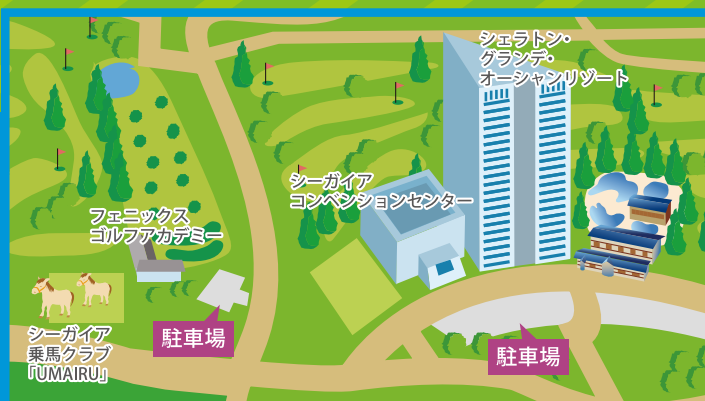 シェラトン・
グランデ・
オーシャンリゾート
シーガイア
コンベンションセンター
フェニックス
ゴルフアカデミー
シーガイア
乗馬クラブ
「UMAIRU」
駐車場
駐車場